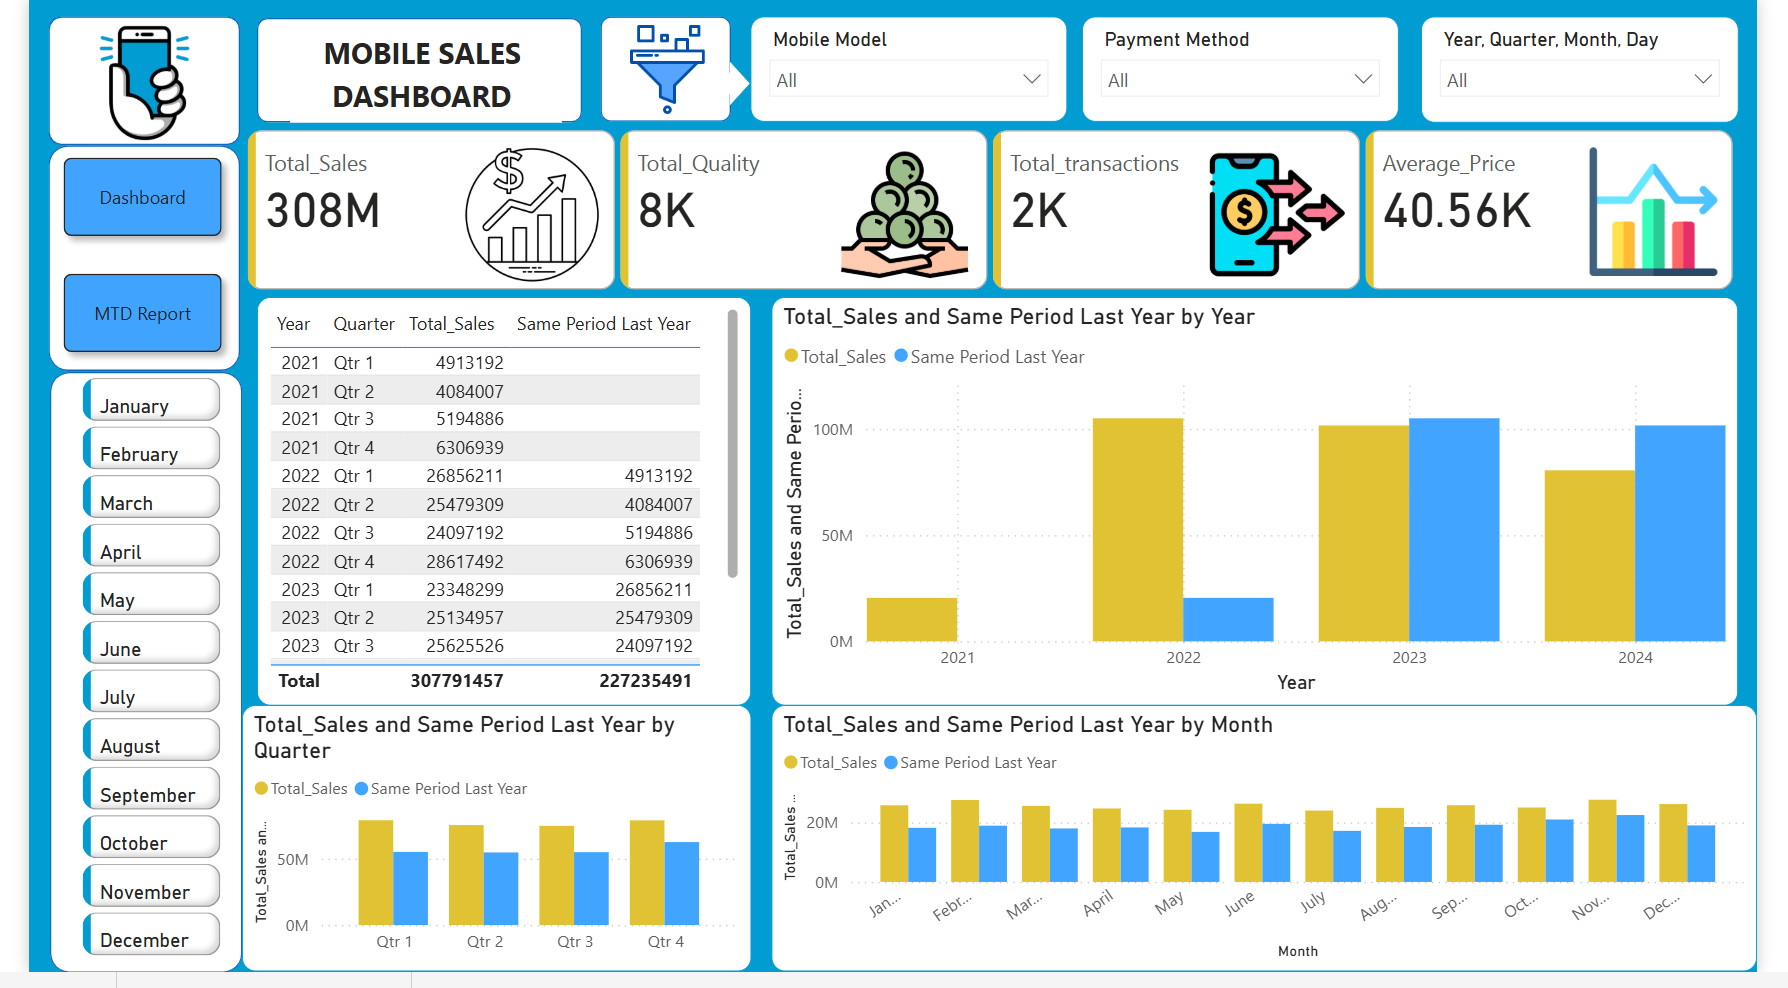 MOBILE SALES
DASHBOARD
Mobile Model
All
Payment Method
All
Year, Quarter, Month, Day
All
Dashboard
MTD Report
Total_Sales
308M
$
Total_Quality
8K
Total_transactions
2K
$
Average_Price
40.56K
January
February
March
April
May
June
July
August
September
October
November
December
Year Quarter Total_Sales Same Period Last Year
2021 Qtr 1 4913192
2021 Qtr 2 4084007
2021 Qtr 3 5194886
2021 Qtr 4 6306939
2022 Qtr 1 26856211 4913192
2022 Qtr 2 25479309 4084007
2022 Qtr 3 24097192 5194886
2022 Qtr 4 28617492 6306939
2023 Qtr 1 23348299 26856211
2023 Qtr 2 25134957 25479309
2023 Qtr 3 25625526 24097192
Total 307791457 227235491
Total_Sales and Same Period Last Year by Year
Total_Sales Same Period Last Year
Total_Sales and Same Perio...
100M
50M
0M
2021 2022 2023 2024
Year
Total_Sales and Same Period Last Year by
Quarter
Total_Sales Same Period Last Year
Total_Sales an...
50M
0M
Qtr 1 Qtr 2 Qtr 3 Qtr 4
Total_Sales and Same Period Last Year by Month
Total_Sales Same Period Last Year
Total_Sales ...
20M
0M
Jan... Febr... Mar... April May June July Aug... Sep... Oct... Nov... Dec...
Month